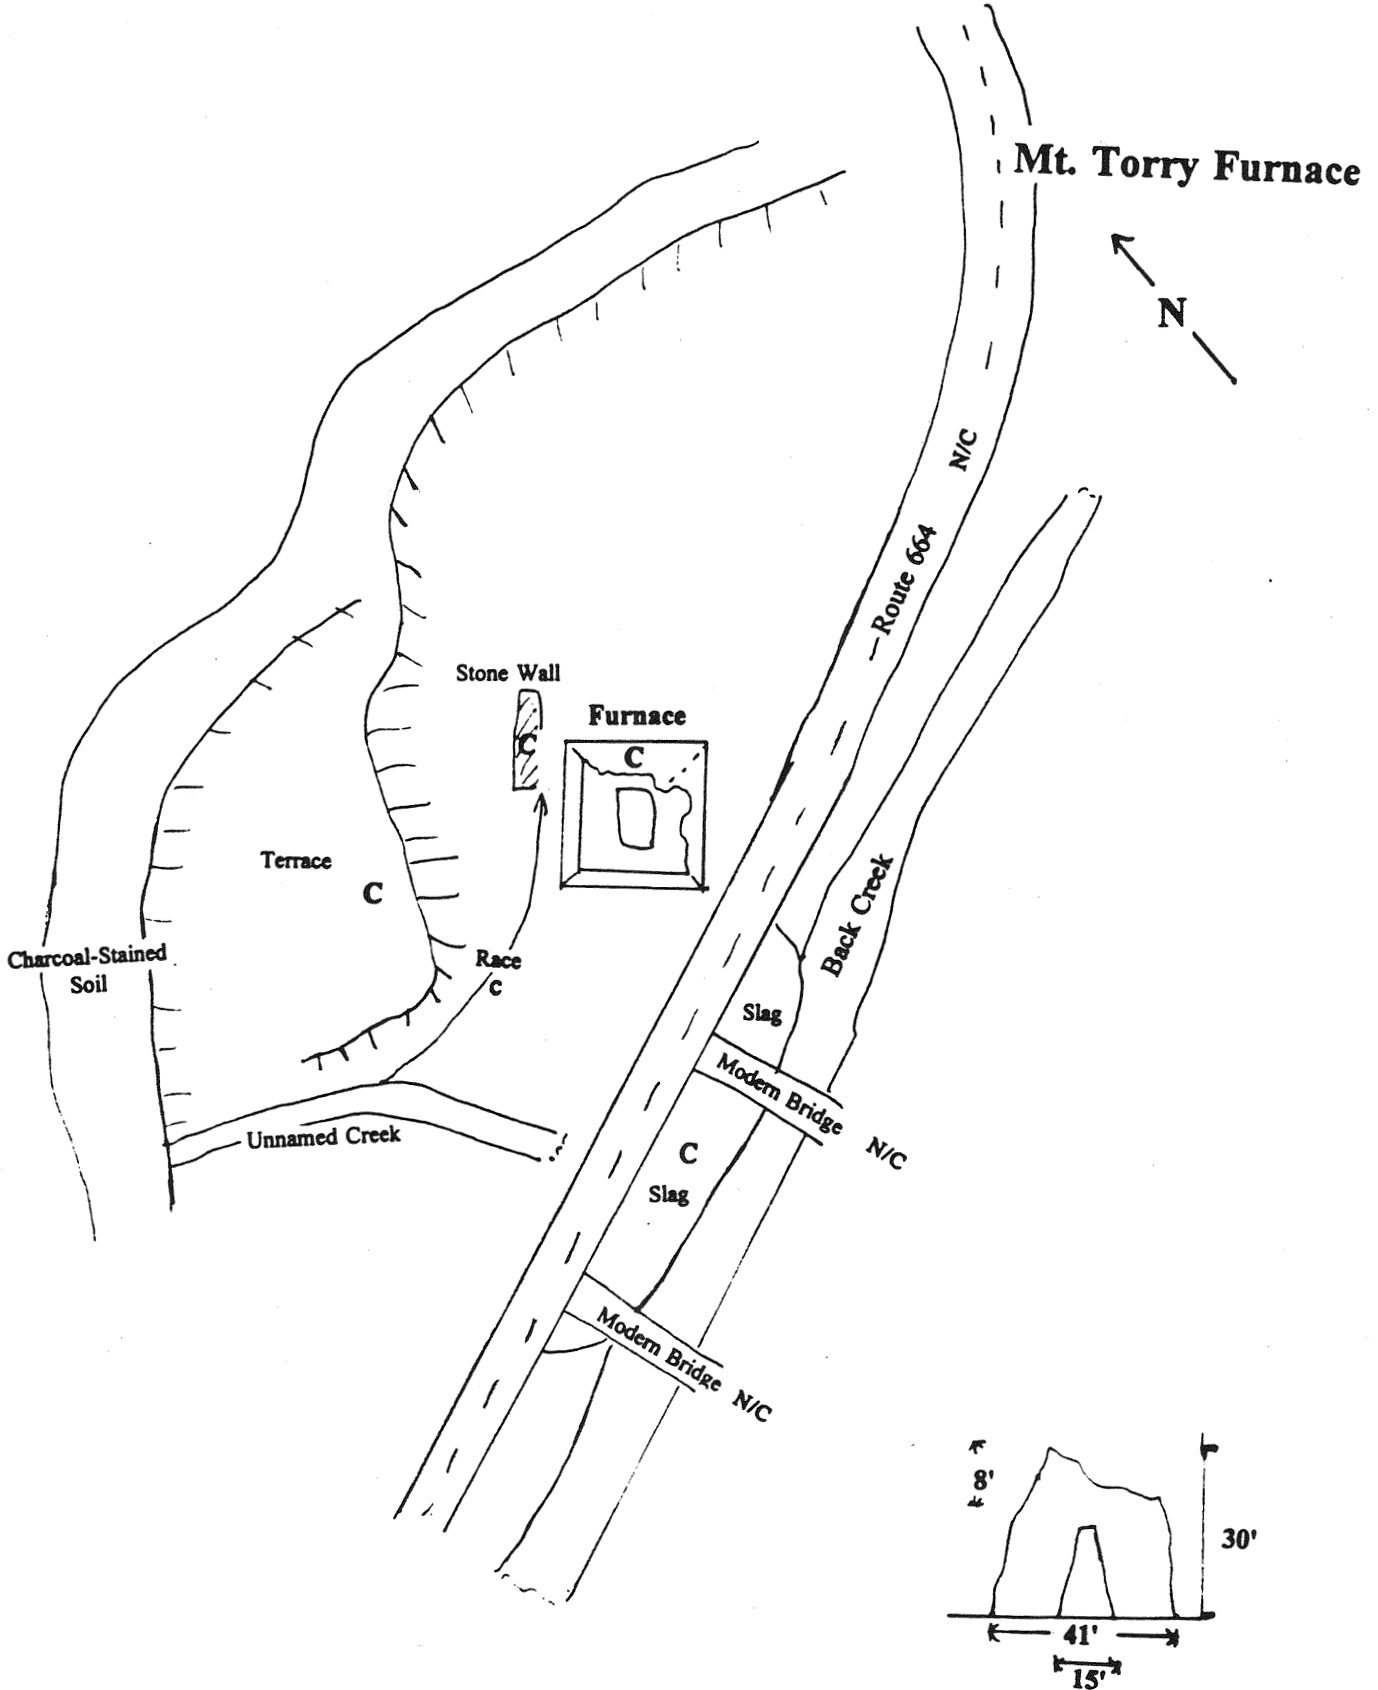 Mt. Torry Furnace
N
N/C
Route 664
Stone Wall
C
Furnace
C
Terrace
C
Back Creek
Charcoal-Stained
Soil
Race
C
Slag
Modern Bridge
N/C
Unnamed Creek
C
Slag
Modern Bridge
N/C
8'
30'
41'
15'